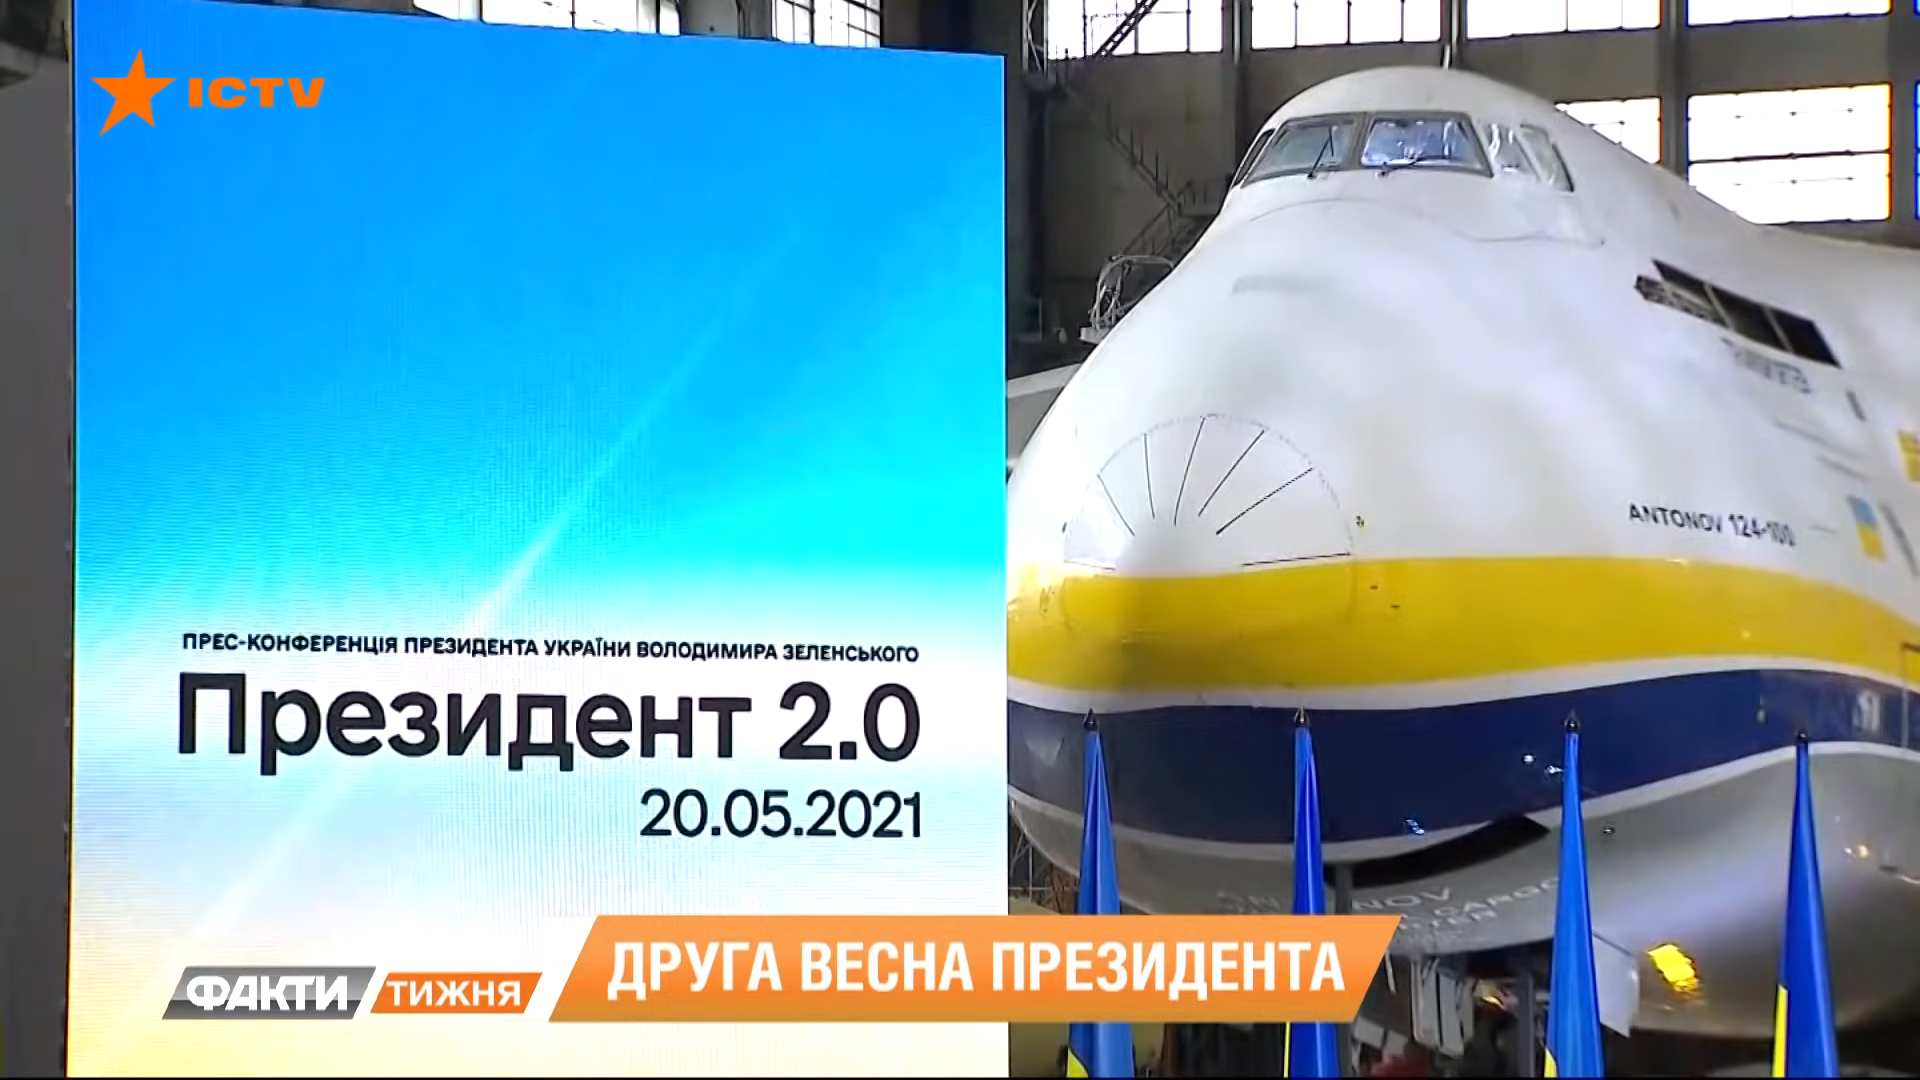 ICTV
ПРЕС-КОНФЕРЕНЦІЯ ПРЕЗИДЕНТА УКРАЇНИ ВОЛОДИМИРА ЗЕЛЕНСЬКОГО
Президент 2.0
20.05.2021
ANTONOV 124-100
ФАКТИ ТИЖНЯ
ДРУГА ВЕСНА ПРЕЗИДЕНТА